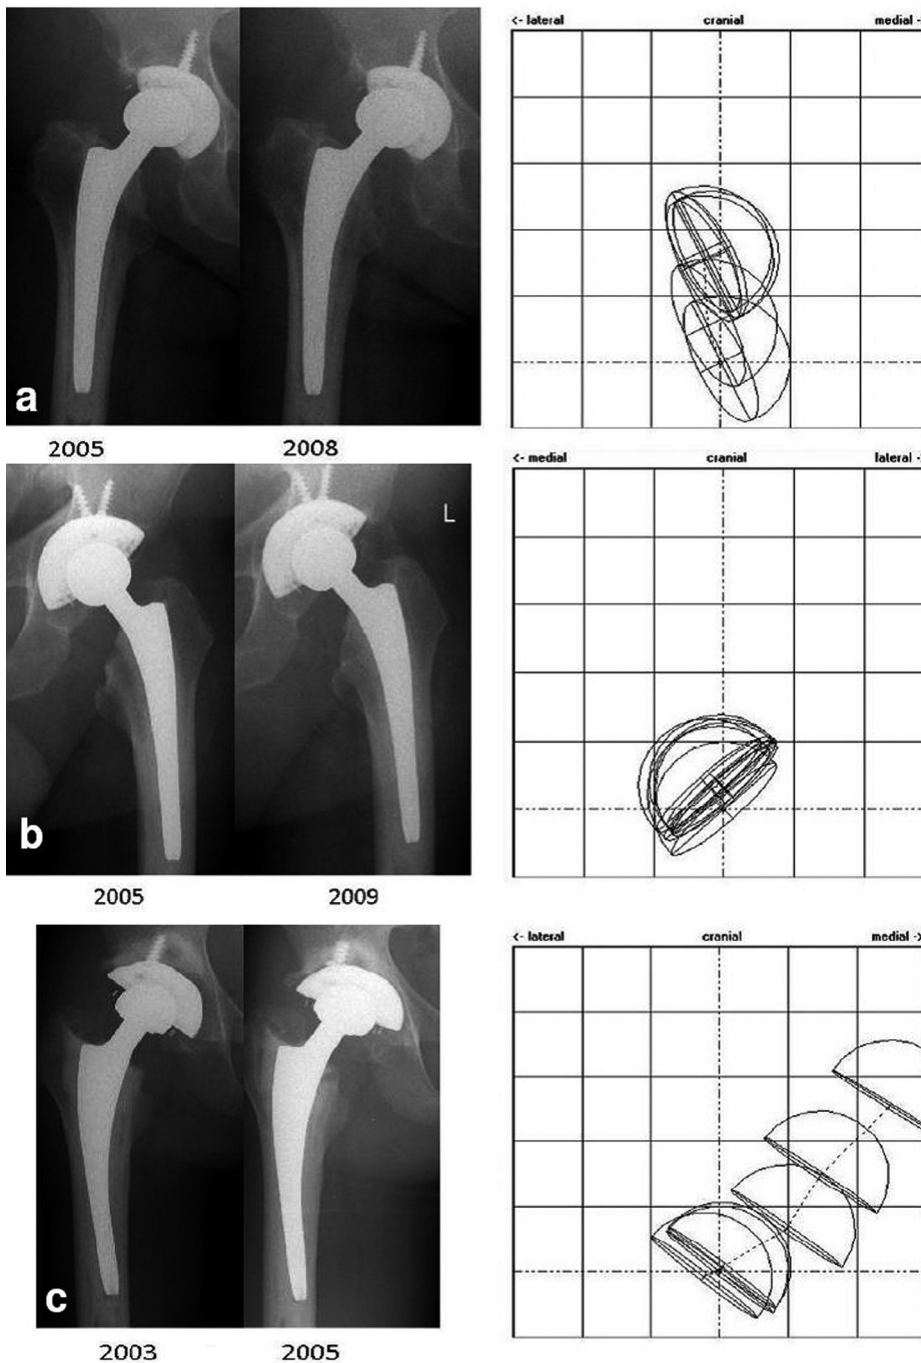 <- lateral cranial medial ->
a
2005 2008
<- medial cranial lateral ->
L
b
2005 2009
<- lateral cranial medial ->
c
2003 2005